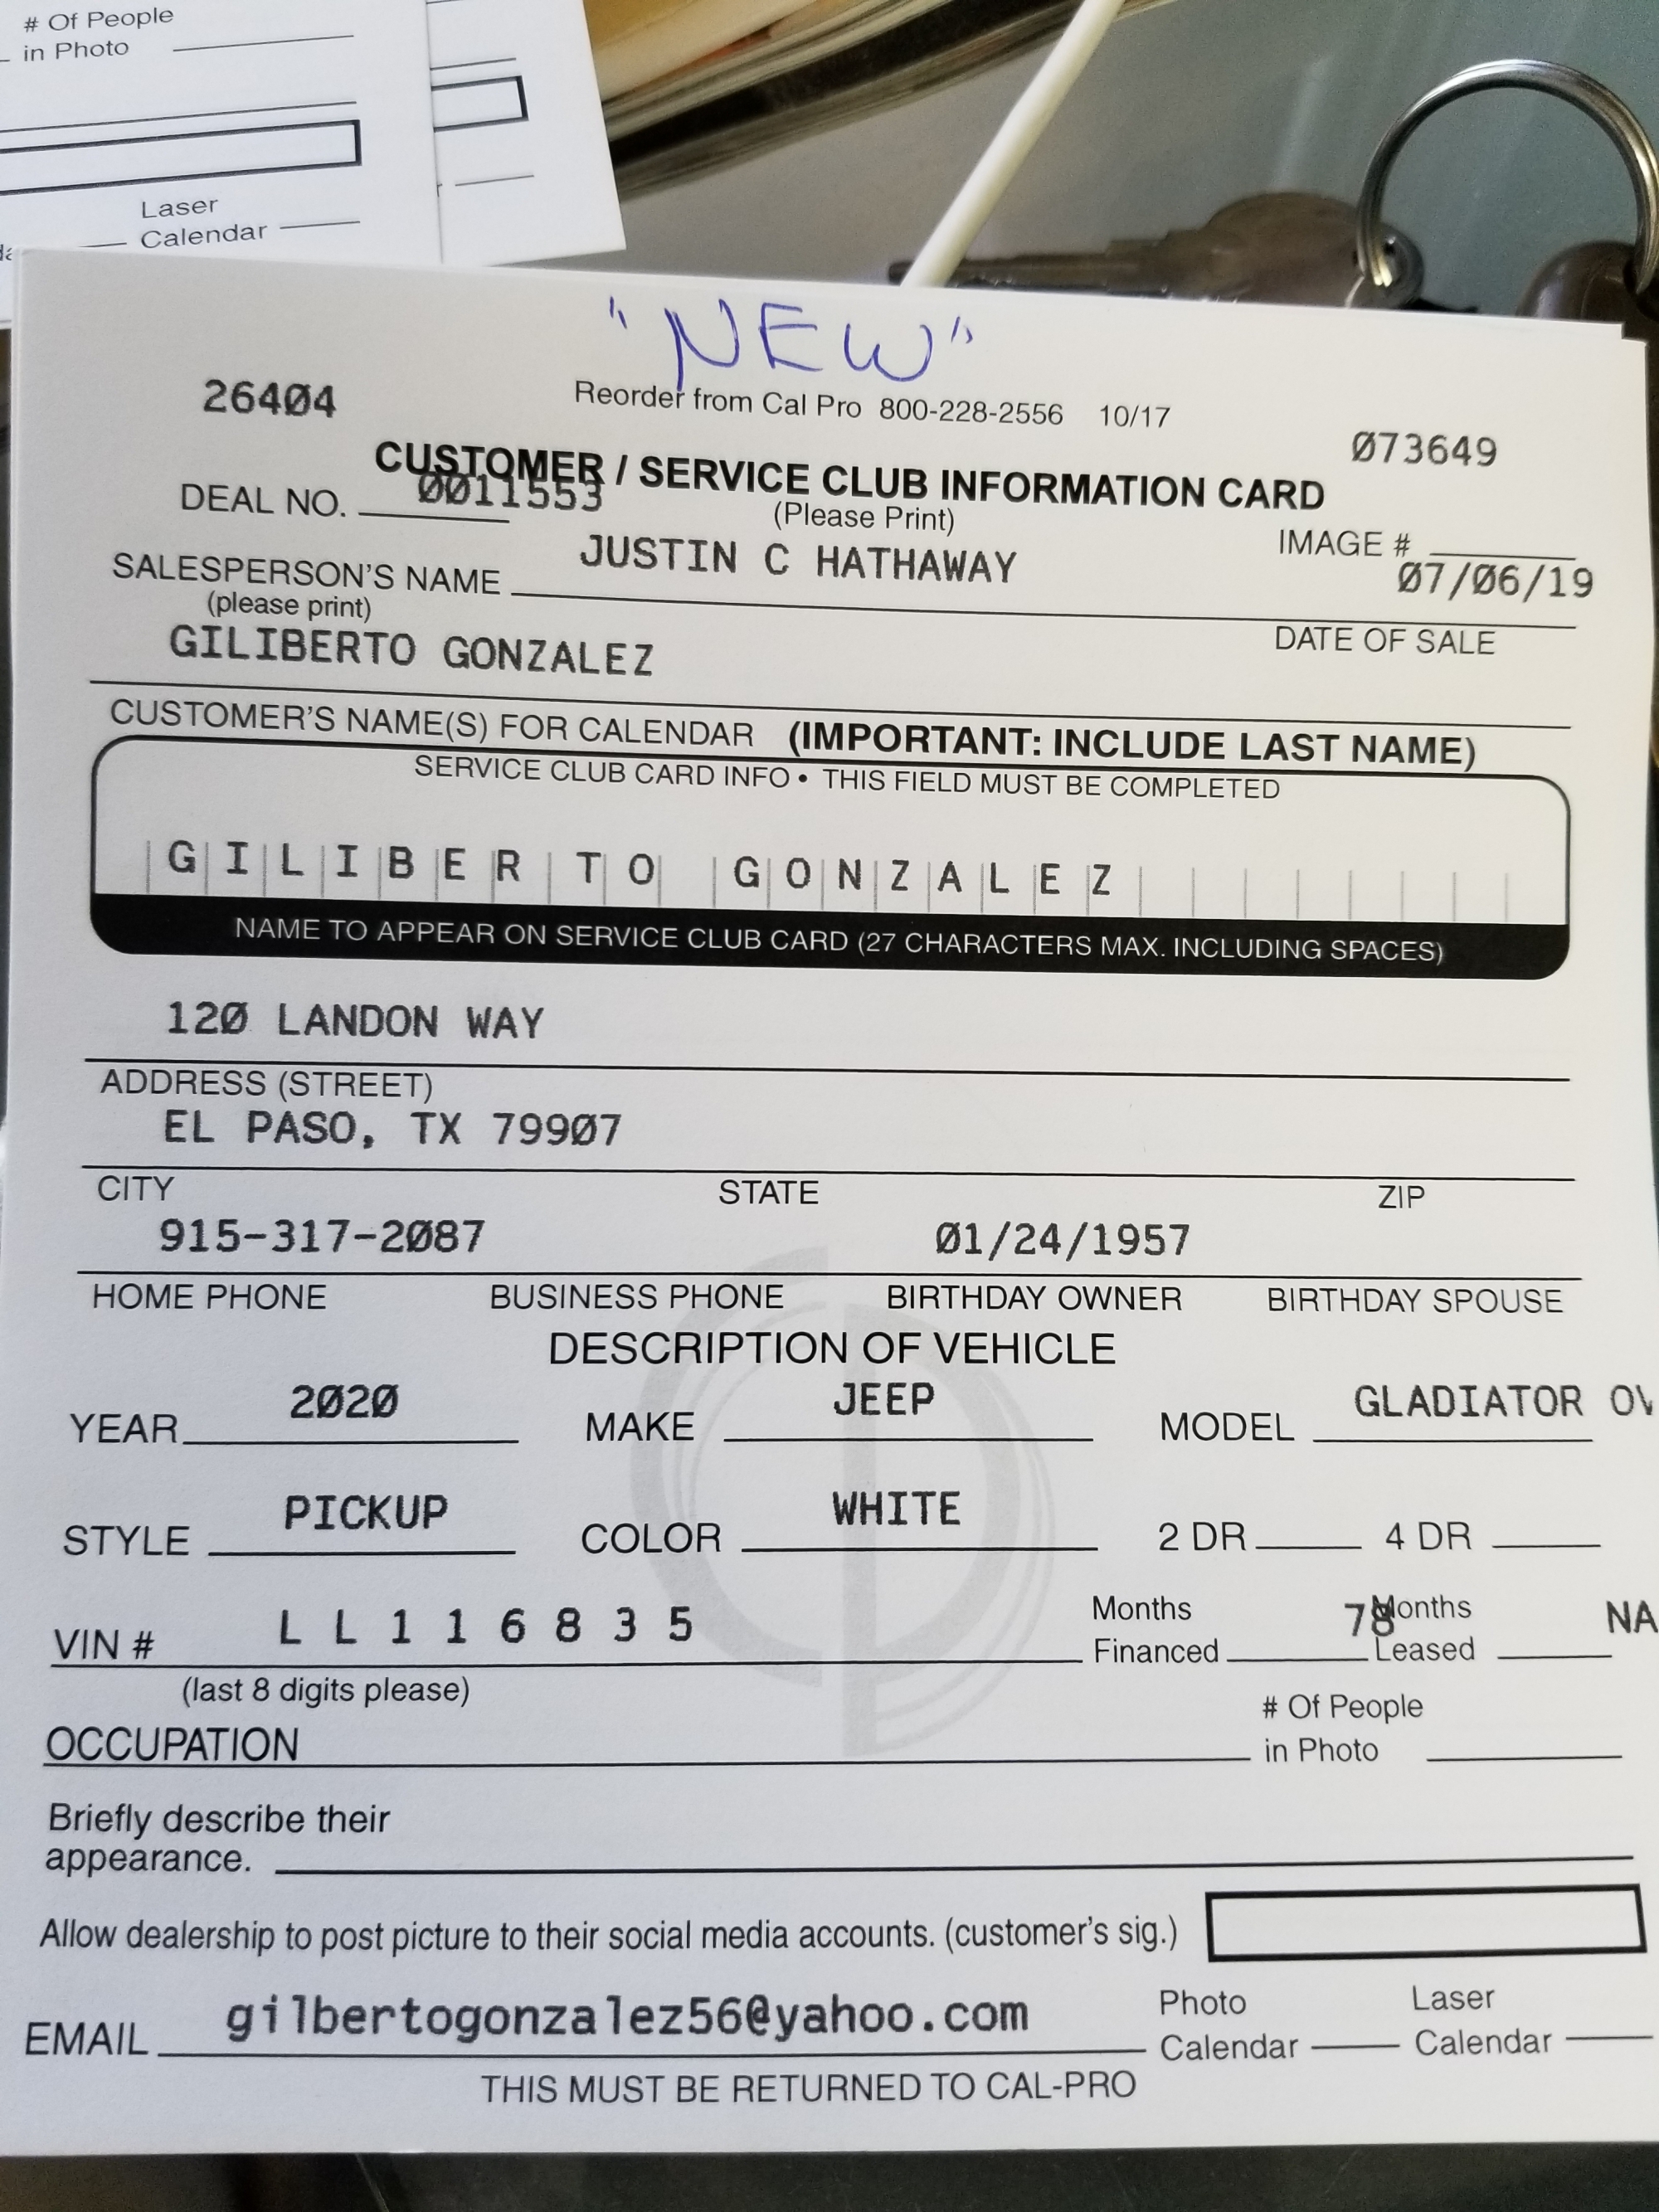 # Of People
in Photo
Laser
Calendar
"NEW"
26404
Reorder from Cal Pro 800-228-2556 10/17
073649
CUSTOMER / SERVICE CLUB INFORMATION CARD
DEAL NO. 0011553
(Please Print)
IMAGE #
SALESPERSON'S NAME JUSTIN C HATHAWAY
07/06/19
(please print)
DATE OF SALE
GILIBERTO GONZALEZ
CUSTOMER'S NAME(S) FOR CALENDAR (IMPORTANT: INCLUDE LAST NAME)
SERVICE CLUB CARD INFO • THIS FIELD MUST BE COMPLETED
GILIBERTO GONZALEZ
NAME TO APPEAR ON SERVICE CLUB CARD (27 CHARACTERS MAX. INCLUDING SPACES)
120 LANDON WAY
ADDRESS (STREET)
EL PASO, TX 79907
CITY STATE ZIP
915-317-2087 01/24/1957
HOME PHONE BUSINESS PHONE BIRTHDAY OWNER BIRTHDAY SPOUSE
DESCRIPTION OF VEHICLE
YEAR 2020 MAKE JEEP MODEL GLADIATOR
STYLE PICKUP COLOR WHITE 2 DR 4 DR
VIN # LL116835 Months Financed 78 Months Leased NA
(last 8 digits please)
OCCUPATION # Of People in Photo
Briefly describe their
appearance.
Allow dealership to post picture to their social media accounts. (customer's sig.)
EMAIL gilbertogonzalez56@yahoo.com Photo Calendar Laser Calendar
THIS MUST BE RETURNED TO CAL-PRO